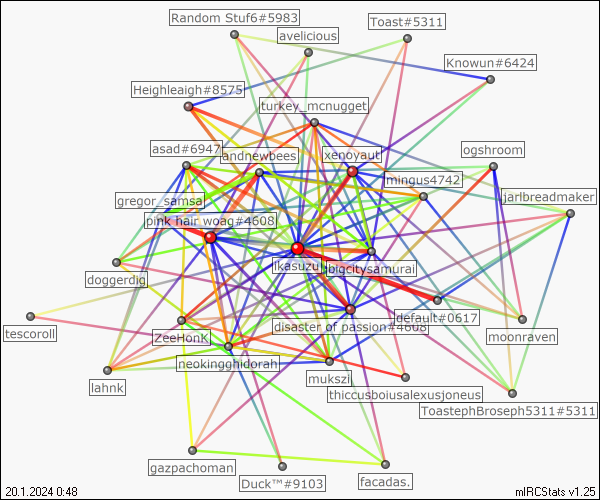 Random Stuf6#5983
Toast#5311
avelicious
Knowun#6424
Heighleigh#8575
turkey_mcnugget
asad#6947
andnewbees
xenoyaut
ogshroom
mingus4742
gregor_samsa
jarlbreadmaker
pink hair woag#4608
ikasuzu
bigcitysamurai
doggerdig
default#0617
disaster of passion#4608
tescoroll
ZeeHonK
moonraven
neokingghidorah
lahnk
mukszi
thiccusboiusalexusjoneus
ToastephBroseph5311#5311
gazpachoman
Duck™#9103
facadas.
20.1.2024 0:48
mIRCStats v1.25